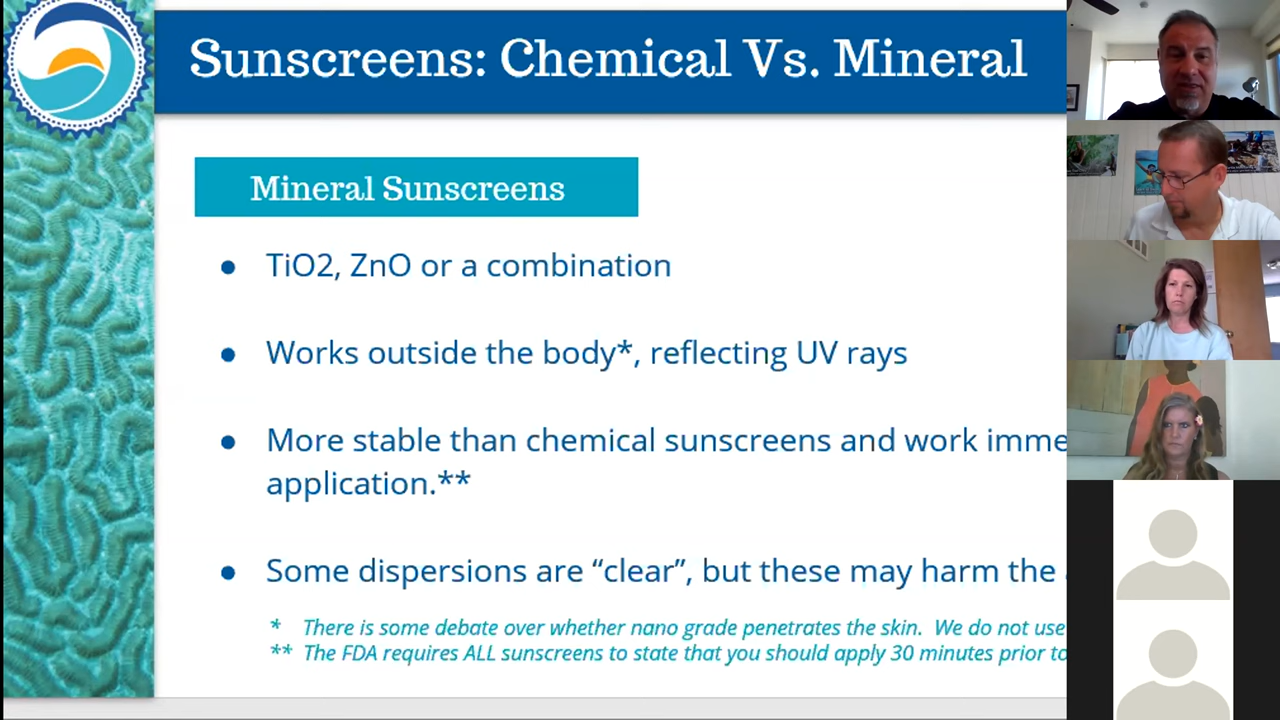 Sunscreens: Chemical Vs. Mineral
Mineral Sunscreens
● TiO2, ZnO or a combination
● Works outside the body*, reflecting UV rays
● More stable than chemical sunscreens and work imme
application.**
● Some dispersions are “clear”, but these may harm the
* There is some debate over whether nano grade penetrates the skin. We do not use
** The FDA requires ALL sunscreens to state that you should apply 30 minutes prior to